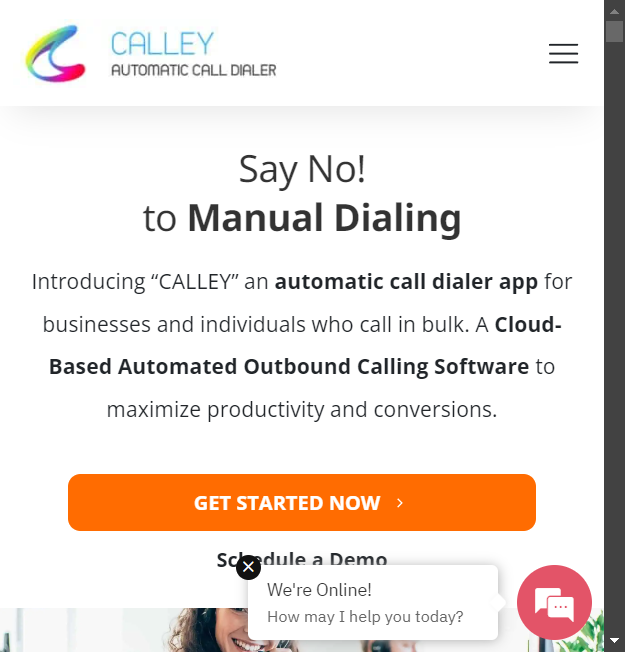 CALLEY
AUTOMATIC CALL DIALER
Say No!
to Manual Dialing
Introducing “CALLEY” an automatic call dialer app for
businesses and individuals who call in bulk. A Cloud-
Based Automated Outbound Calling Software to
maximize productivity and conversions.
GET STARTED NOW
Schedule a Demo
We're Online!
How may I help you today?